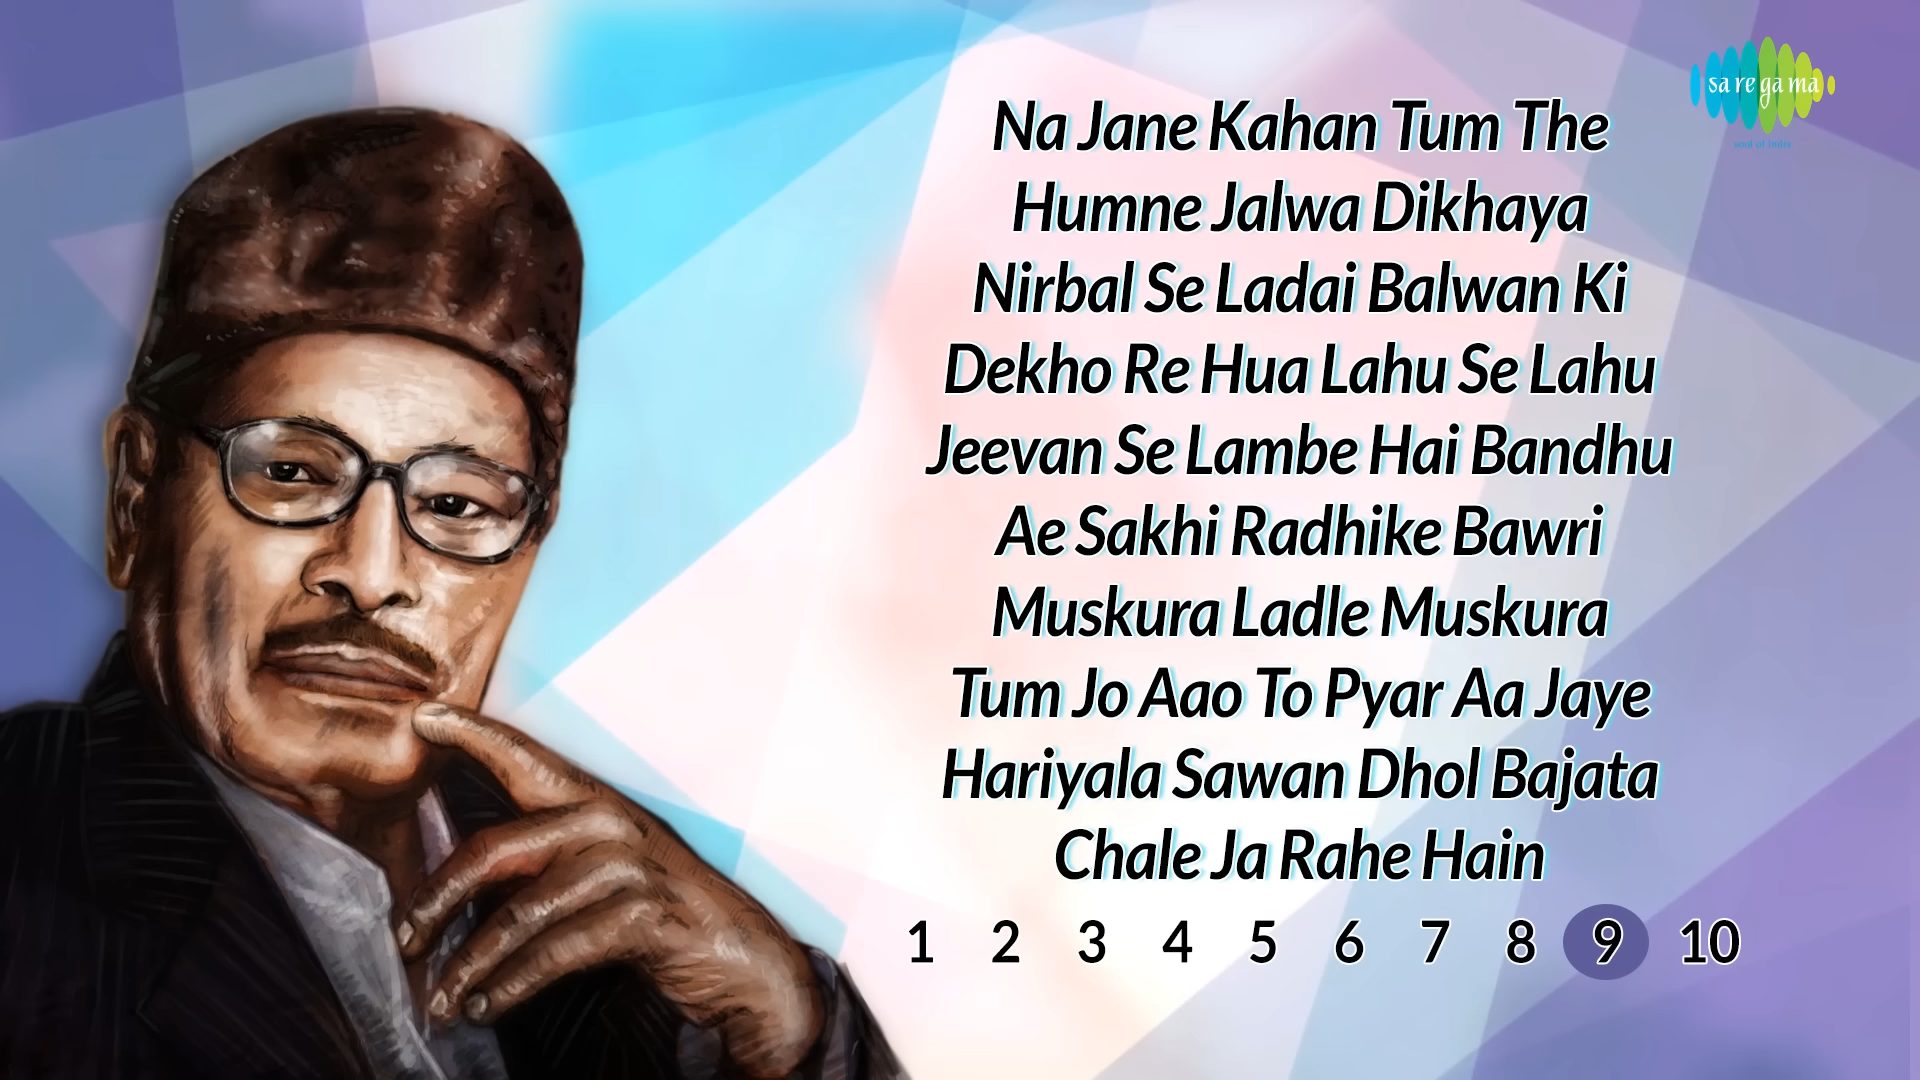 sa re ga ma
soul of India
Na Jane Kahan Tum The
Humne Jalwa Dikhaya
Nirbal Se Ladai Balwan Ki
Dekho Re Hua Lahu Se Lahu
Jeevan Se Lambe Hai Bandhu
Ae Sakhi Radhike Bawri
Muskura Ladle Muskura
Tum Jo Aao To Pyar Aa Jaye
Hariyala Sawan Dhol Bajata
Chale Ja Rahe Hain
1 2 3 4 5 6 7 8 9 10